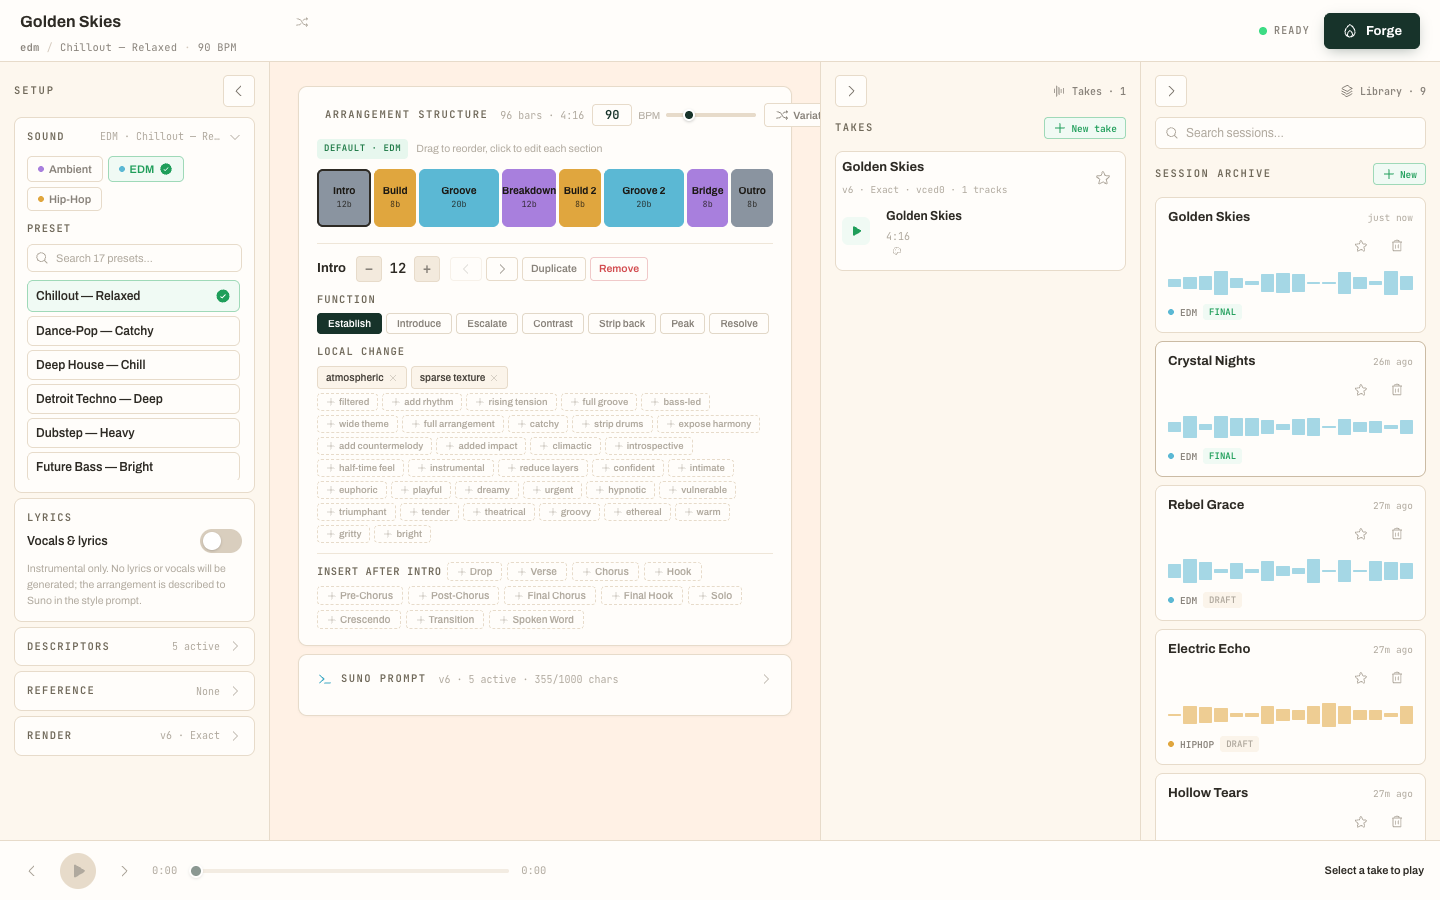 Golden Skies
edm / Chillout — Relaxed · 90 BPM
READY
Forge
SETUP
SOUND
EDM · Chillout — Re…
Ambient
EDM
Hip-Hop
PRESET
Search 17 presets...
Chillout — Relaxed
Dance-Pop — Catchy
Deep House — Chill
Detroit Techno — Deep
Dubstep — Heavy
Future Bass — Bright
LYRICS
Vocals & lyrics
Instrumental only. No lyrics or vocals will be
generated; the arrangement is described to
Suno in the style prompt.
DESCRIPTORS 5 active
REFERENCE None
RENDER v6 · Exact
ARRANGEMENT STRUCTURE 96 bars · 4:16 90 BPM Variat
DEFAULT · EDM Drag to reorder, click to edit each section
Intro Build Groove Breakdown Build 2 Groove 2 Bridge Outro
12b 8b 20b 12b 8b 20b 8b 8b
Intro − 12 + Duplicate Remove
FUNCTION
Establish Introduce Escalate Contrast Strip back Peak Resolve
LOCAL CHANGE
atmospheric × sparse texture ×
+ filtered + add rhythm + rising tension + full groove + bass-led
+ wide theme + full arrangement + catchy + strip drums + expose harmony
+ add countermelody + added impact + climactic + introspective
+ half-time feel + instrumental + reduce layers + confident + intimate
+ euphoric + playful + dreamy + urgent + hypnotic + vulnerable
+ triumphant + tender + theatrical + groovy + ethereal + warm
+ gritty + bright
INSERT AFTER INTRO + Drop + Verse + Chorus + Hook
+ Pre-Chorus + Post-Chorus + Final Chorus + Final Hook + Solo
+ Crescendo + Transition + Spoken Word
SUNO PROMPT v6 · 5 active · 355/1000 chars
Takes · 1
TAKES
+ New take
Golden Skies
v6 · Exact · vced0 · 1 tracks
Golden Skies
4:16
Library · 9
Search sessions...
SESSION ARCHIVE
+ New
Golden Skies just now
EDM FINAL
Crystal Nights 26m ago
EDM FINAL
Rebel Grace 27m ago
EDM DRAFT
Electric Echo 27m ago
HIPHOP DRAFT
Hollow Tears 27m ago
0:00
0:00
Select a take to play